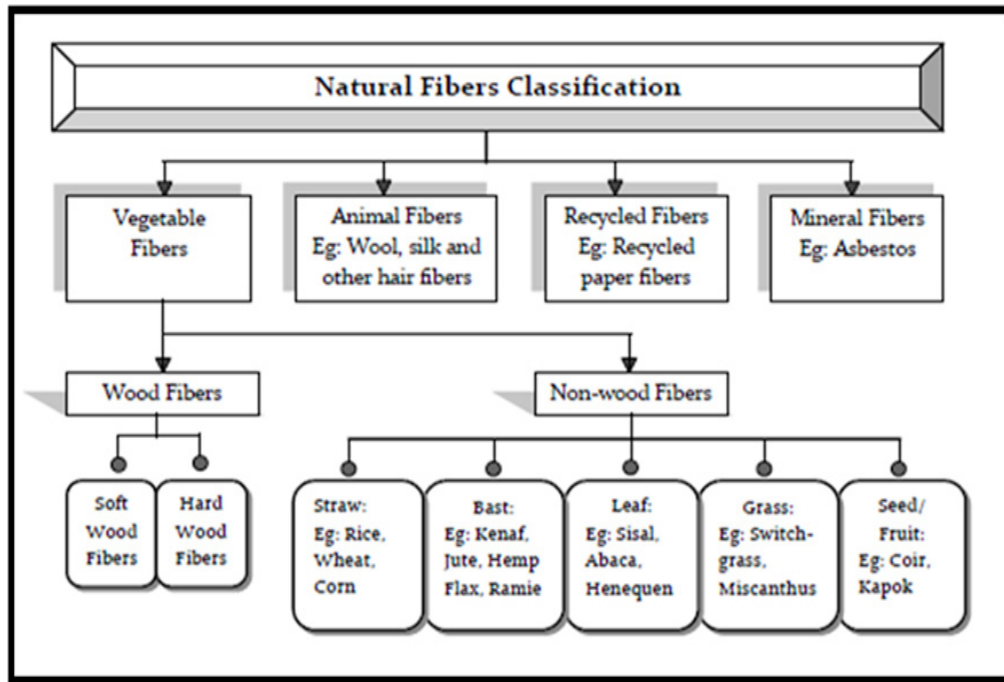 Natural Fibers Classification
Vegetable
Fibers
Animal Fibers
Eg: Wool, silk and
other hair fibers
Recycled Fibers
Eg: Recycled
paper fibers
Mineral Fibers
Eg: Asbestos
Wood Fibers
Non-wood Fibers
Soft
Wood
Fibers
Hard
Wood
Fibers
Straw:
Eg: Rice,
Wheat,
Corn
Bast:
Eg: Kenaf,
Jute, Hemp
Flax, Ramie
Leaf:
Eg: Sisal,
Abaca,
Henequen
Grass:
Eg: Switch-
grass,
Miscanthus
Seed/
Fruit:
Eg: Coir,
Kapok